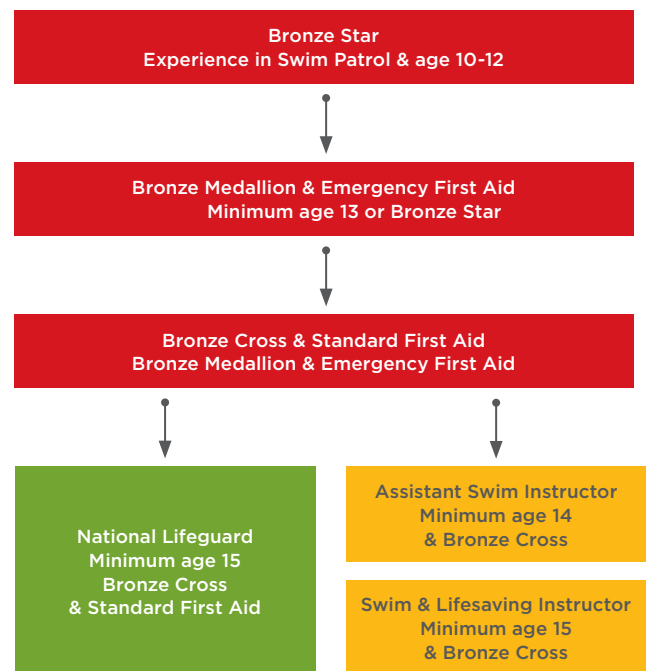 Bronze Star
Experience in Swim Patrol & age 10-12
Bronze Medallion & Emergency First Aid
Minimum age 13 or Bronze Star
Bronze Cross & Standard First Aid
Bronze Medallion & Emergency First Aid
National Lifeguard
Minimum age 15
Bronze Cross
& Standard First Aid
Assistant Swim Instructor
Minimum age 14
& Bronze Cross
Swim & Lifesaving Instructor
Minimum age 15
& Bronze Cross